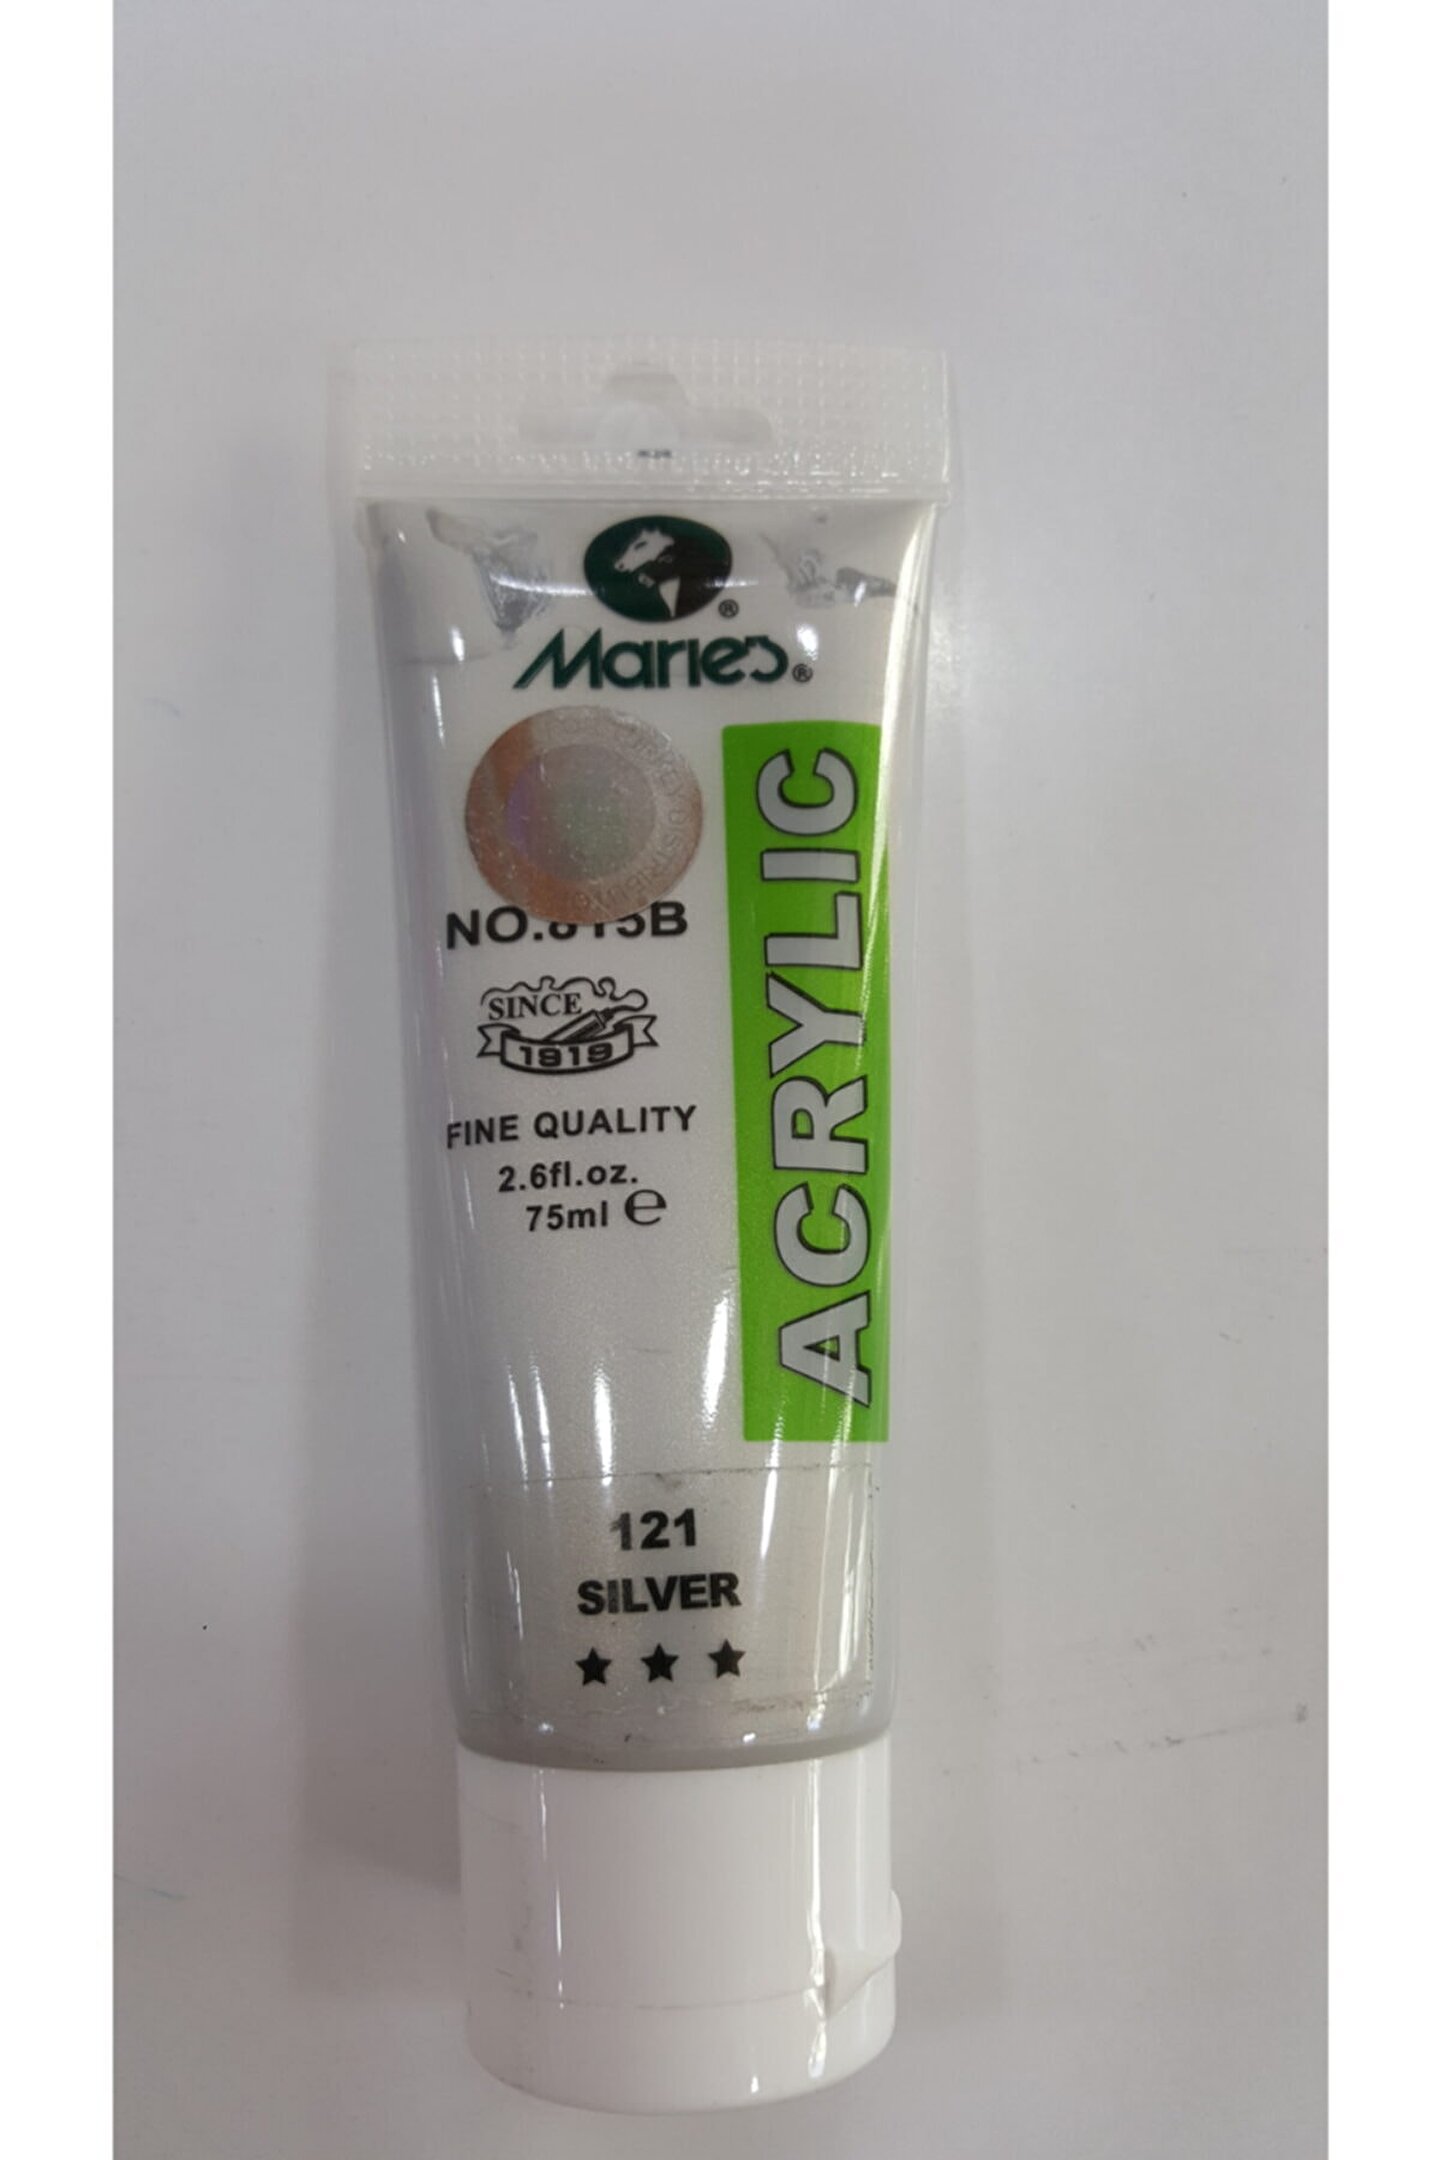 Marie's®
NO.815B
SINCE
1919
FINE QUALITY
2.6fl.oz.
75ml ℮
ACRYLIC
121
SILVER